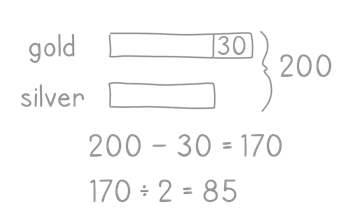 gold 30
200
silver
200 - 30 = 170
170 ÷ 2 = 85